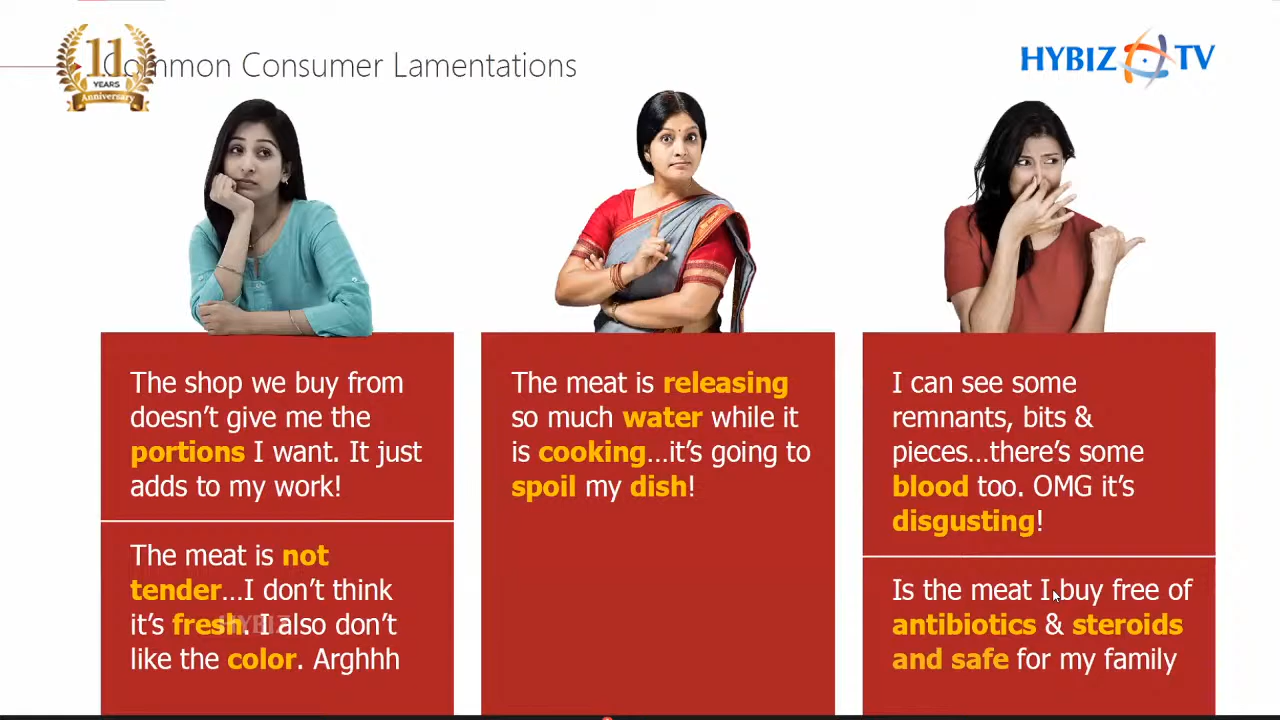 11
YEARS
Anniversary
Common Consumer Lamentations
HYBIZ TV
The shop we buy from
doesn’t give me the
portions I want. It just
adds to my work!
The meat is not
tender...I don’t think
it’s fresh. I also don’t
like the color. Arghhh
HYBIZ
The meat is releasing
so much water while it
is cooking...it’s going to
spoil my dish!
I can see some
remnants, bits &
pieces...there’s some
blood too. OMG it’s
disgusting!
Is the meat I buy free of
antibiotics & steroids
and safe for my family